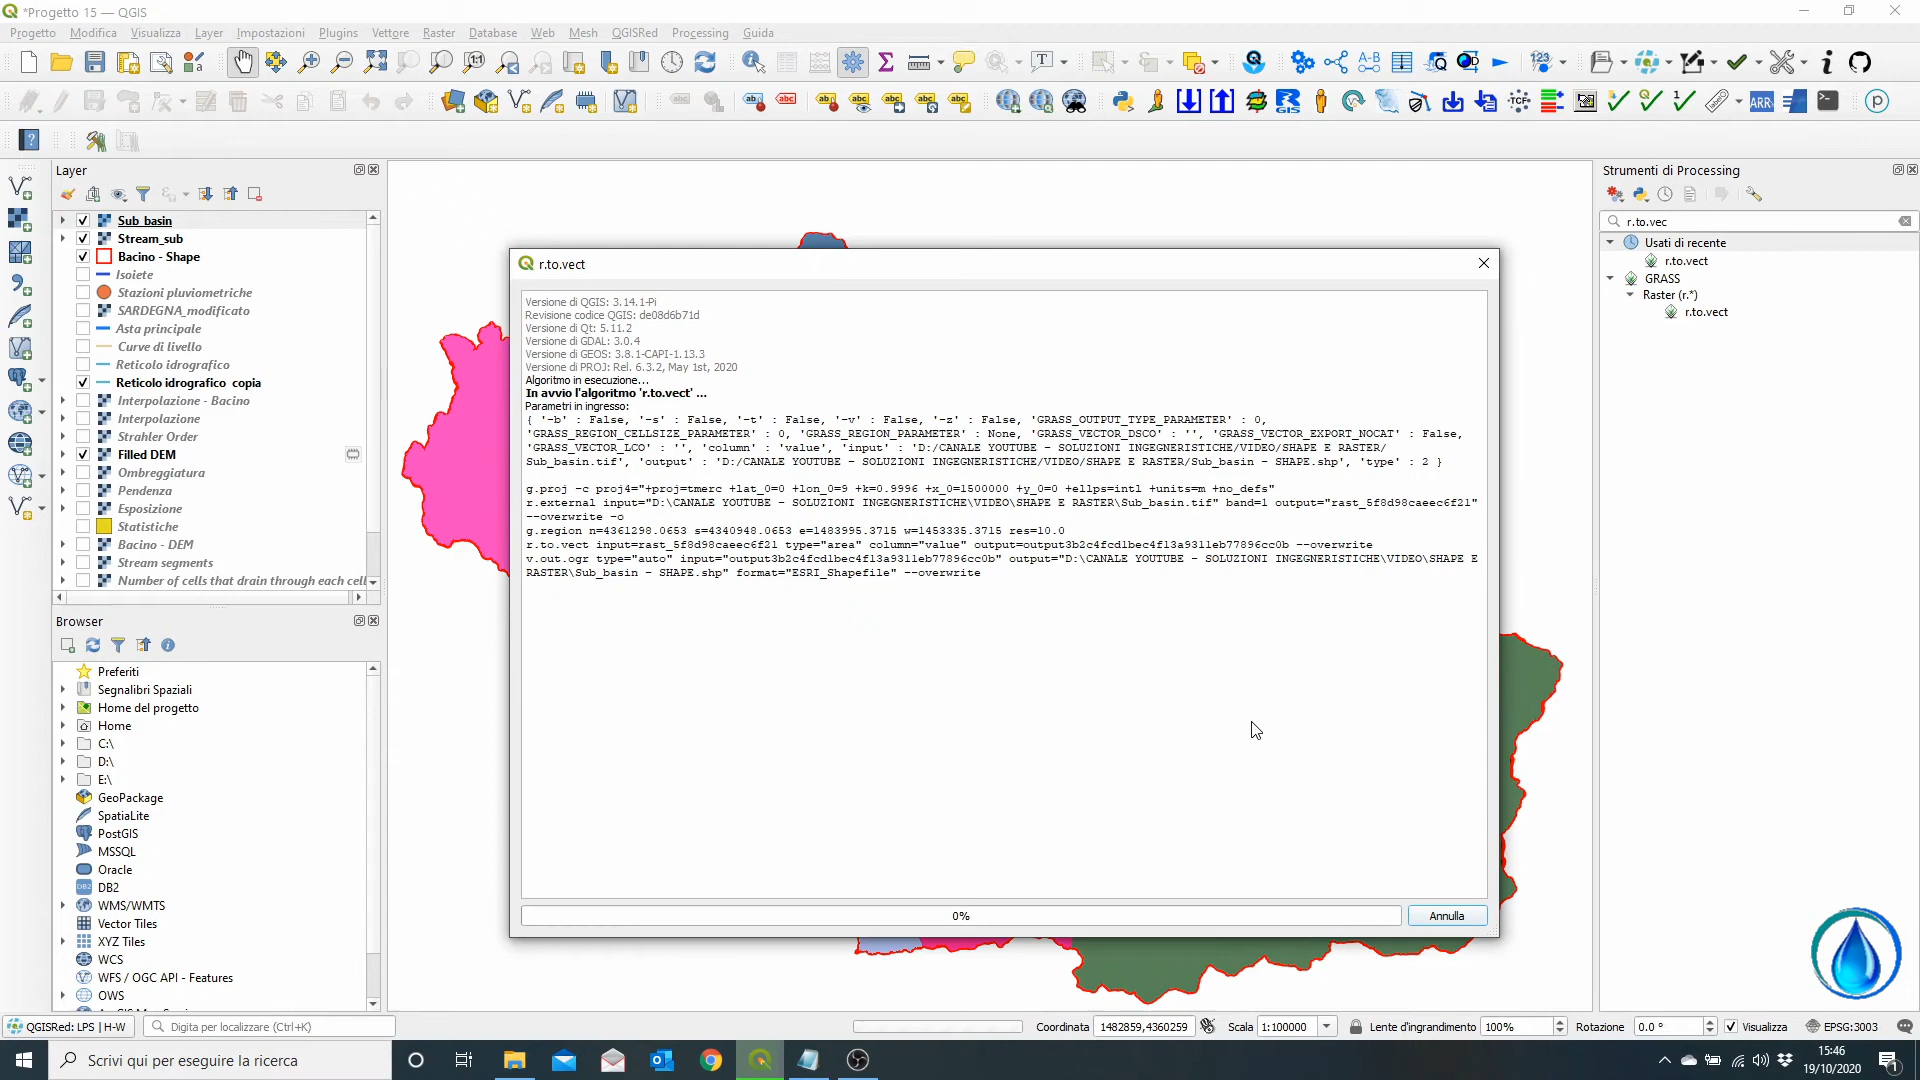 *Progetto 15 — QGIS
Progetto Modifica Visualizza Layer Impostazioni Plugins Vettore Raster Database Web Mesh QGISRed Processing Guida
Layer
Sub_basin
Stream_sub
Bacino - Shape
Isoiete
Stazioni pluviometriche
SARDEGNA_modificato
Asta principale
Curve di livello
Reticolo idrografico
Reticolo idrografico copia
Interpolazione - Bacino
Interpolazione
Strahler Order
Filled DEM
Ombreggiatura
Pendenza
Esposizione
Statistiche
Bacino - DEM
Stream segments
Number of cells that drain through each cell
Browser
Preferiti
Segnalibri Spaziali
Home del progetto
Home
C:\
D:\
E:\
GeoPackage
SpatiaLite
PostGIS
MSSQL
Oracle
DB2
WMS/WMTS
Vector Tiles
XYZ Tiles
WCS
WFS / OGC API - Features
OWS
r.to.vect
Versione di QGIS: 3.14.1-Pi
Revisione codice QGIS: de08d6b71d
Versione di Qt: 5.11.2
Versione di GDAL: 3.0.4
Versione di GEOS: 3.8.1-CAPI-1.13.3
Versione di PROJ: Rel. 6.3.2, May 1st, 2020
Algoritmo in esecuzione…
In avvio l'algoritmo 'r.to.vect' …
Parametri in ingresso:
{ '-b' : False, '-s' : False, '-t' : False, '-v' : False, '-z' : False, 'GRASS_OUTPUT_TYPE_PARAMETER' : 0,
'GRASS_REGION_CELLSIZE_PARAMETER' : 0, 'GRASS_REGION_PARAMETER' : None, 'GRASS_VECTOR_DSCO' : '', 'GRASS_VECTOR_EXPORT_NOCAT' : False,
'GRASS_VECTOR_LCO' : '', 'column' : 'value', 'input' : 'D:/CANALE YOUTUBE - SOLUZIONI INGEGNERISTICHE/VIDEO/SHAPE E RASTER/
Sub_basin.tif', 'output' : 'D:/CANALE YOUTUBE - SOLUZIONI INGEGNERISTICHE/VIDEO/SHAPE E RASTER/Sub_basin - SHAPE.shp', 'type' : 2 }
g.proj -c proj4="+proj=tmerc +lat_0=0 +lon_0=9 +k=0.9996 +x_0=1500000 +y_0=0 +ellps=intl +units=m +no_defs"
r.external input="D:\CANALE YOUTUBE - SOLUZIONI INGEGNERISTICHE\VIDEO\SHAPE E RASTER\Sub_basin.tif" band=1 output="rast_5f8d98caeec6f21"
--overwrite -o
g.region n=4361298.0653 s=4340948.0653 e=1483995.3715 w=1453335.3715 res=10.0
r.to.vect input=rast_5f8d98caeec6f21 type="area" column="value" output=output3b2c4fcd1bec4f13a9311eb77896cc0b --overwrite
v.out.ogr type="auto" input="output3b2c4fcd1bec4f13a9311eb77896cc0b" output="D:\CANALE YOUTUBE - SOLUZIONI INGEGNERISTICHE\VIDEO\SHAPE E
RASTER\Sub_basin - SHAPE.shp" format="ESRI_Shapefile" --overwrite
0%
Annulla
Strumenti di Processing
r.to.vec
Usati di recente
r.to.vect
GRASS
Raster (r.*)
r.to.vect
QGISRed: LPS | H-W
Digita per localizzare (Ctrl+K)
Coordinata 1482859,4360259 Scala 1:100000 Lente d'ingrandimento 100% Rotazione 0.0 ° Visualizza EPSG:3003
Scrivi qui per eseguire la ricerca
15:46
19/10/2020